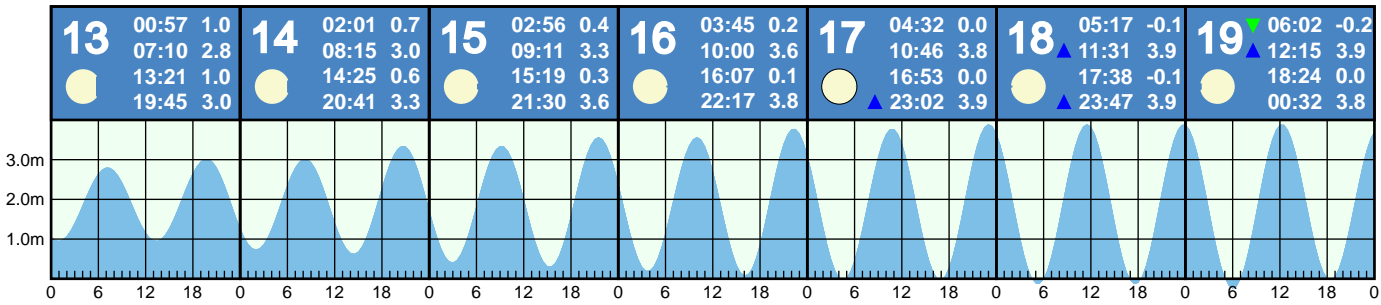 13 00:57 1.0 14 02:01 0.7 15 02:56 0.4 16 03:45 0.2 17 04:32 0.0 18 05:17 -0.1 19 ▼ 06:02 -0.2
07:10 2.8 08:15 3.0 09:11 3.3 10:00 3.6 10:46 3.8 ▲ 11:31 3.9 ▲ 12:15 3.9
13:21 1.0 14:25 0.6 15:19 0.3 16:07 0.1 16:53 0.0 17:38 -0.1 18:24 0.0
19:45 3.0 20:41 3.3 21:30 3.6 22:17 3.8 ▲ 23:02 3.9 ▲ 23:47 3.9 00:32 3.8
3.0m
2.0m
1.0m
0 6 12 18 0 6 12 18 0 6 12 18 0 6 12 18 0 6 12 18 0 6 12 18 0 6 12 18 0